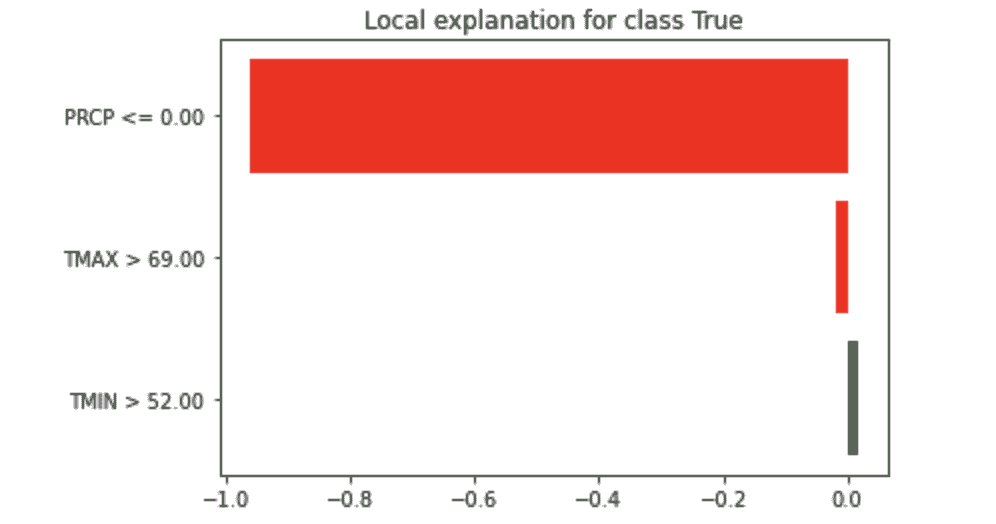 Local explanation for class True
PRCP <= 0.00
TMAX > 69.00
TMIN > 52.00
−1.0 −0.8 −0.6 −0.4 −0.2 0.0